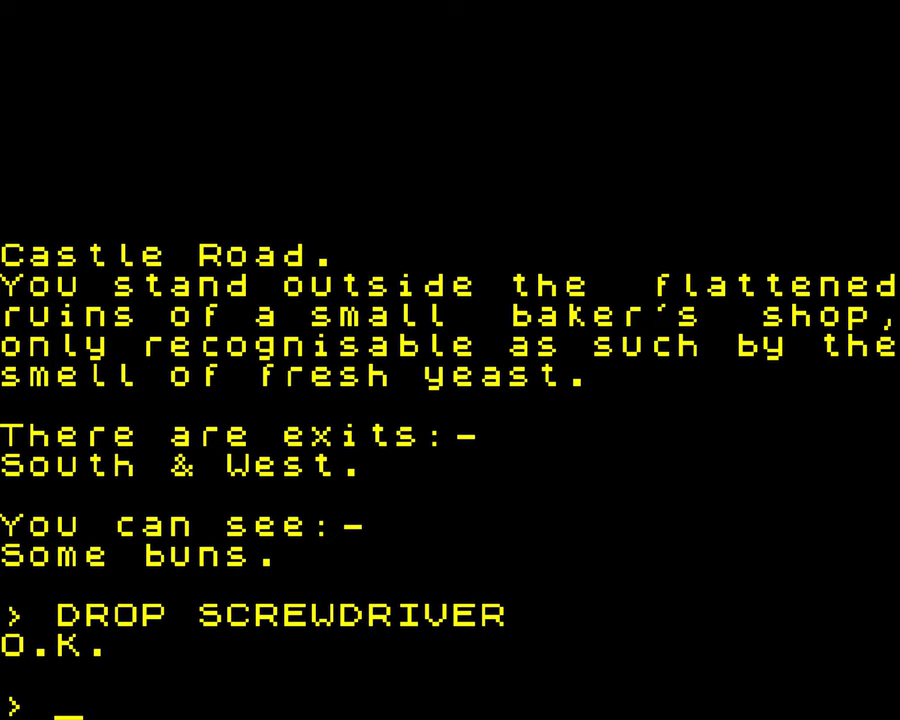 Castle Road.
You stand outside the flattened
ruins of a small baker's shop,
only recognisable as such by the
smell of fresh yeast.
There are exits:-
South & West.
You can see:-
Some buns.
> DROP SCREWDRIVER
O.K.
> _